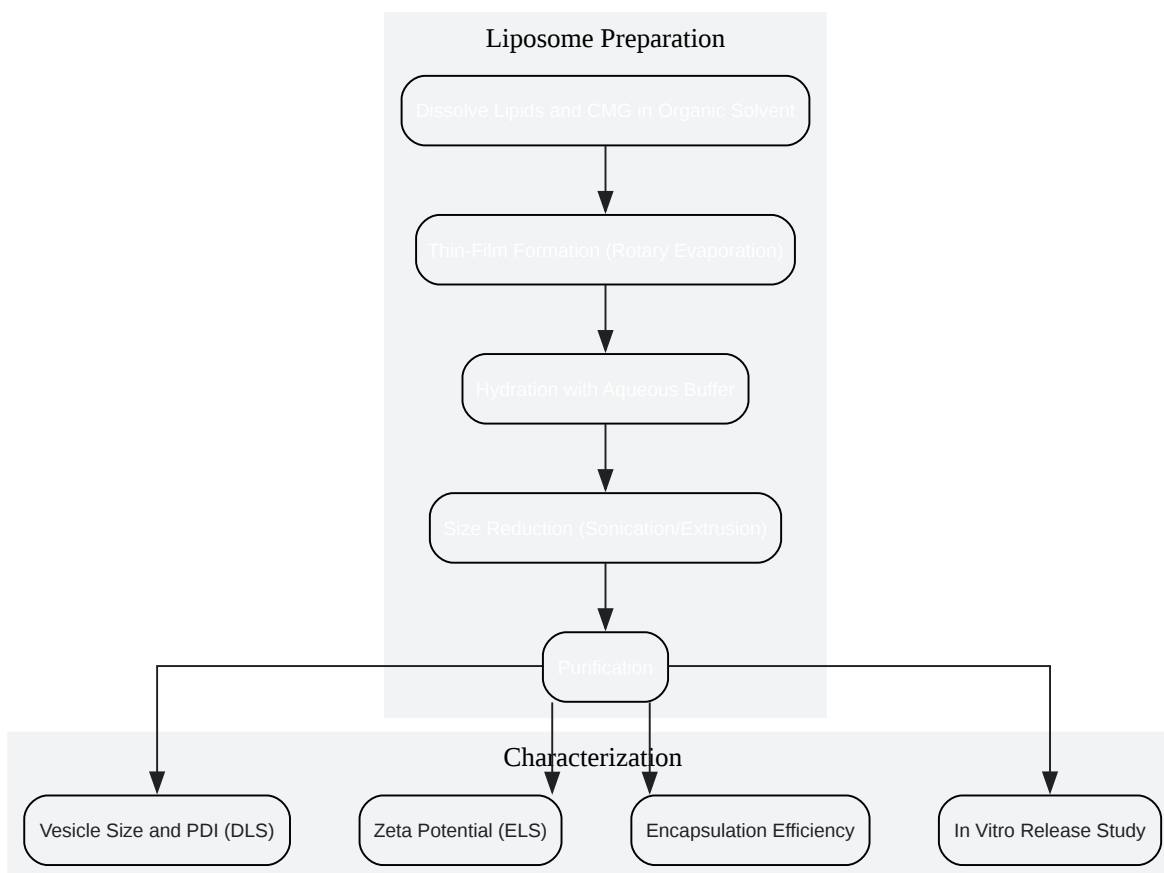 Liposome Preparation
Dissolve Lipids and CMG in Organic Solvent
Thin-Film Formation (Rotary Evaporation)
Hydration with Aqueous Buffer
Size Reduction (Sonication/Extrusion)
Purification
Characterization
Vesicle Size and PDI (DLS)
Zeta Potential (ELS)
Encapsulation Efficiency
In Vitro Release Study